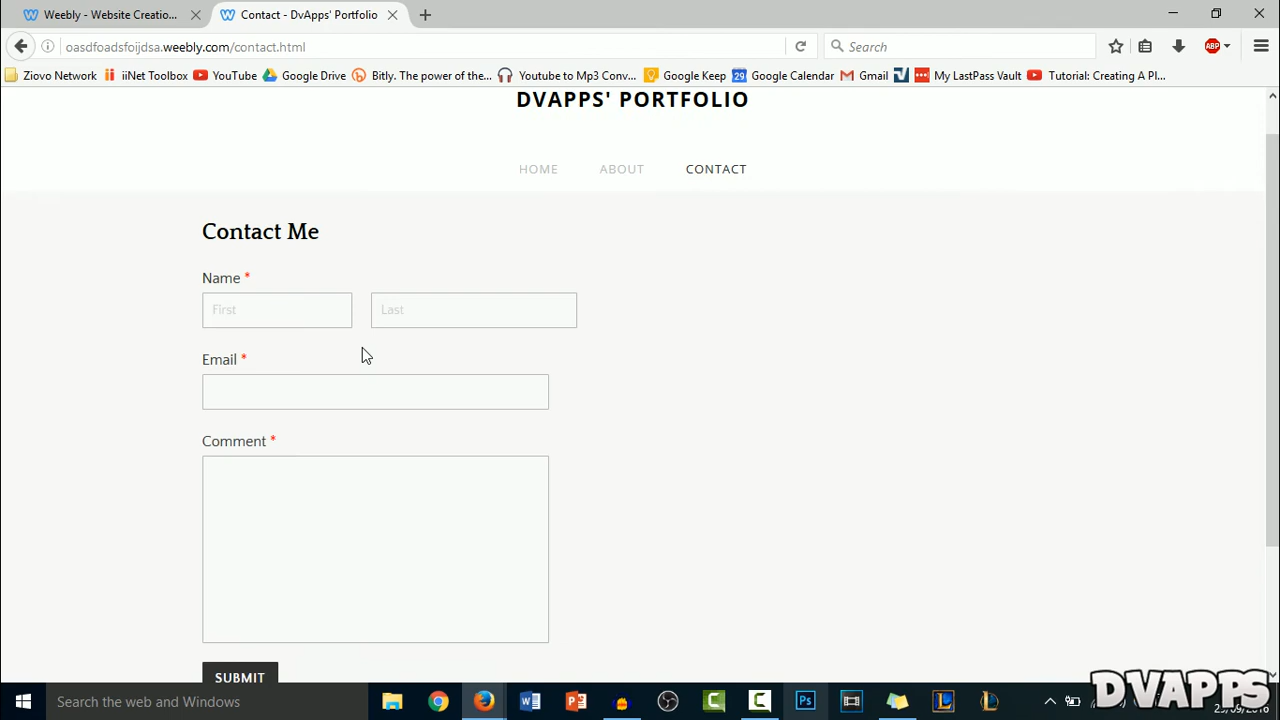 Weebly - Website Creatio...
Contact - DvApps' Portfolio
oasdfoadsfoijdsa.weebly.com/contact.html
Search
ABP
Ziovo Network
iiNet Toolbox
YouTube
Google Drive
Bitly. The power of the...
Youtube to Mp3 Conv...
Google Keep
29
Google Calendar
Gmail
My LastPass Vault
Tutorial: Creating A Pl...
DVAPPS' PORTFOLIO
HOME
ABOUT
CONTACT
Contact Me
Name *
First
Last
Email *
Comment *
SUBMIT
Search the web and Windows
DVAPPS